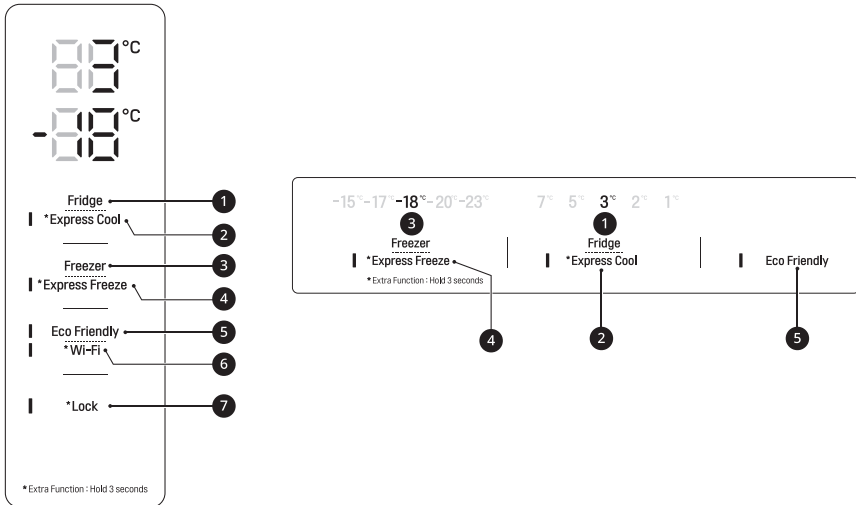 3°C
-18°C
Fridge
*Express Cool
Freezer
*Express Freeze
Eco Friendly
*Wi-Fi
*Lock
*Extra Function : Hold 3 seconds
1
2
3
4
5
6
7
-15°C -17°C -18°C -20°C -23°C
3
Freezer
*Express Freeze
*Extra Function : Hold 3 seconds
4
7°C 5°C 3°C 2°C 1°C
1
Fridge
*Express Cool
2
Eco Friendly
5